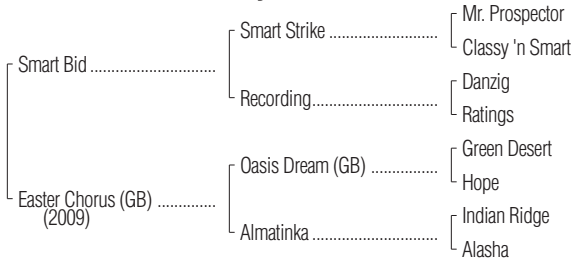 Mr. Prospector
Smart Strike ........................
Classy 'n Smart
Smart Bid ...........................
Danzig
Recording...........................
Ratings
Green Desert
Oasis Dream (GB) ................
Hope
Easter Chorus (GB) ..............
(2009)
Indian Ridge
Almatinka ...........................
Alasha